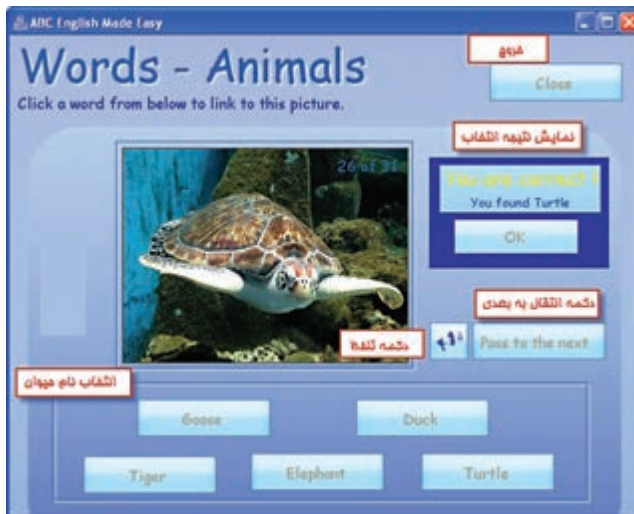 ABC English Made Easy
Words - Animals
خروج
Close
Click a word from below to link to this picture.
نمایش نتیجه انتخاب
26 of 31
You are correct !
You found Turtle
OK
دکمه انتقال به بعدی
دکمه تلفظ
Pass to the next
انتخاب نام حیوان
Goose
Duck
Tiger
Elephant
Turtle